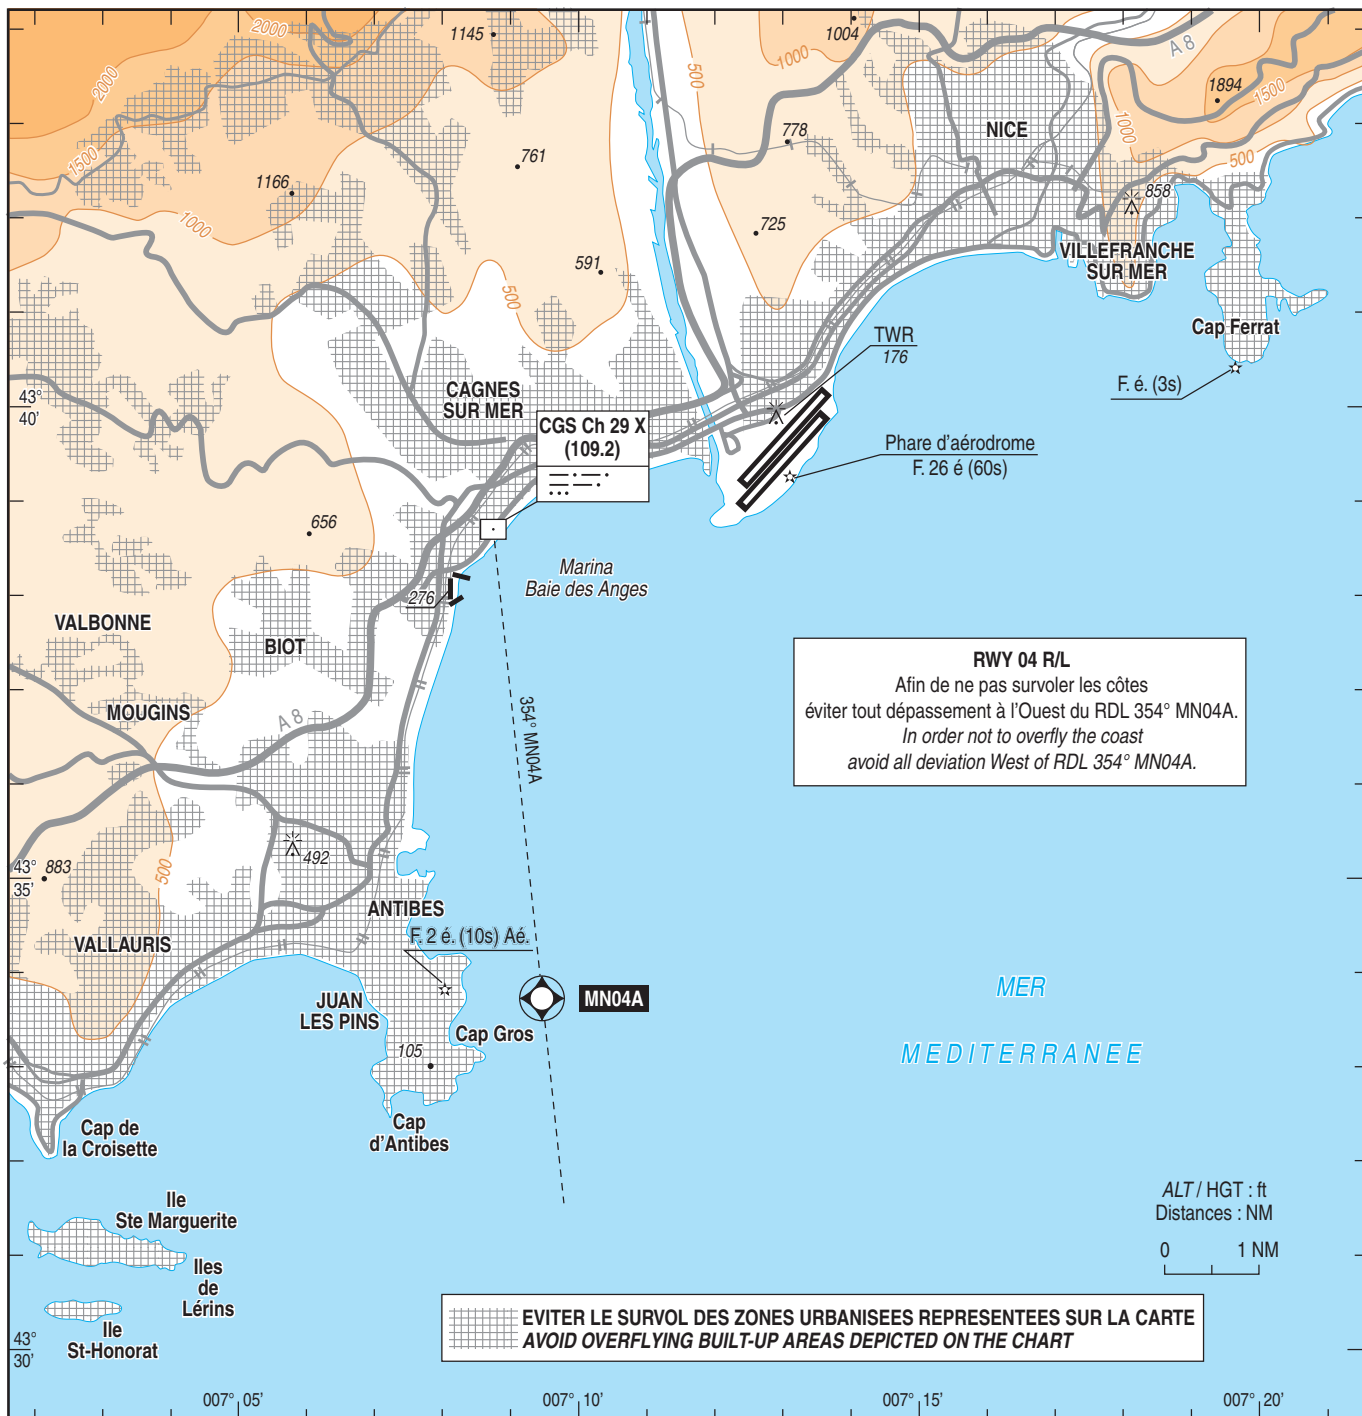 2000
1145
1004
A 8
2000
500
1000
1894
1500
778
NICE
1000
1500
761
500
1166
858
1000
725
VILLEFRANCHE
SUR MER
591
500
Cap Ferrat
TWR
176
F. é. (3s)
CAGNES
SUR MER
43°
40'
CGS Ch 29 X
(109.2)
Phare d'aérodrome
F. 26 é (60s)
656
Marina
Baie des Anges
276
VALBONNE
BIOT
RWY 04 R/L
Afin de ne pas survoler les côtes
éviter tout dépassement à l'Ouest du RDL 354° MN04A.
In order not to overfly the coast
avoid all deviation West of RDL 354° MN04A.
354° MN04A
MOUGINS
A 8
492
43°
35'
883
500
ANTIBES
F. 2 é. (10s) Aé.
VALLAURIS
MN04A
JUAN
LES PINS
Cap Gros
MER
MEDITERRANEE
105
Cap
d'Antibes
Cap de
la Croisette
Ile
Ste Marguerite
ALT / HGT : ft
Distances : NM
0 1 NM
Iles
de
Lérins
Ile
St-Honorat
43°
30'
EVITER LE SURVOL DES ZONES URBANISEES REPRESENTEES SUR LA CARTE
AVOID OVERFLYING BUILT-UP AREAS DEPICTED ON THE CHART
007° 05'
007° 10'
007° 15'
007° 20'